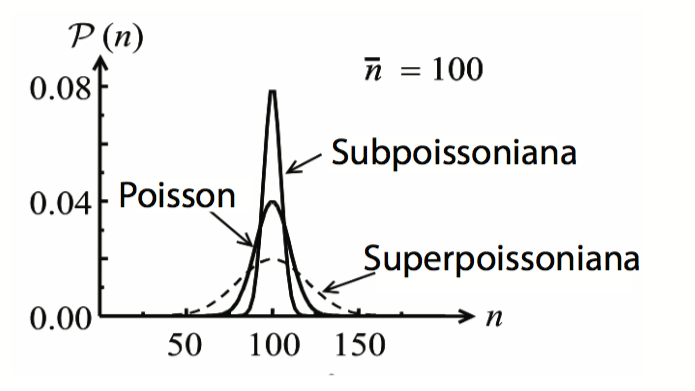 𝒫(n)
n̄ = 100
0.08
Subpoissoniana
0.04
Poisson
Superpoissoniana
0.00
n
50 100 150